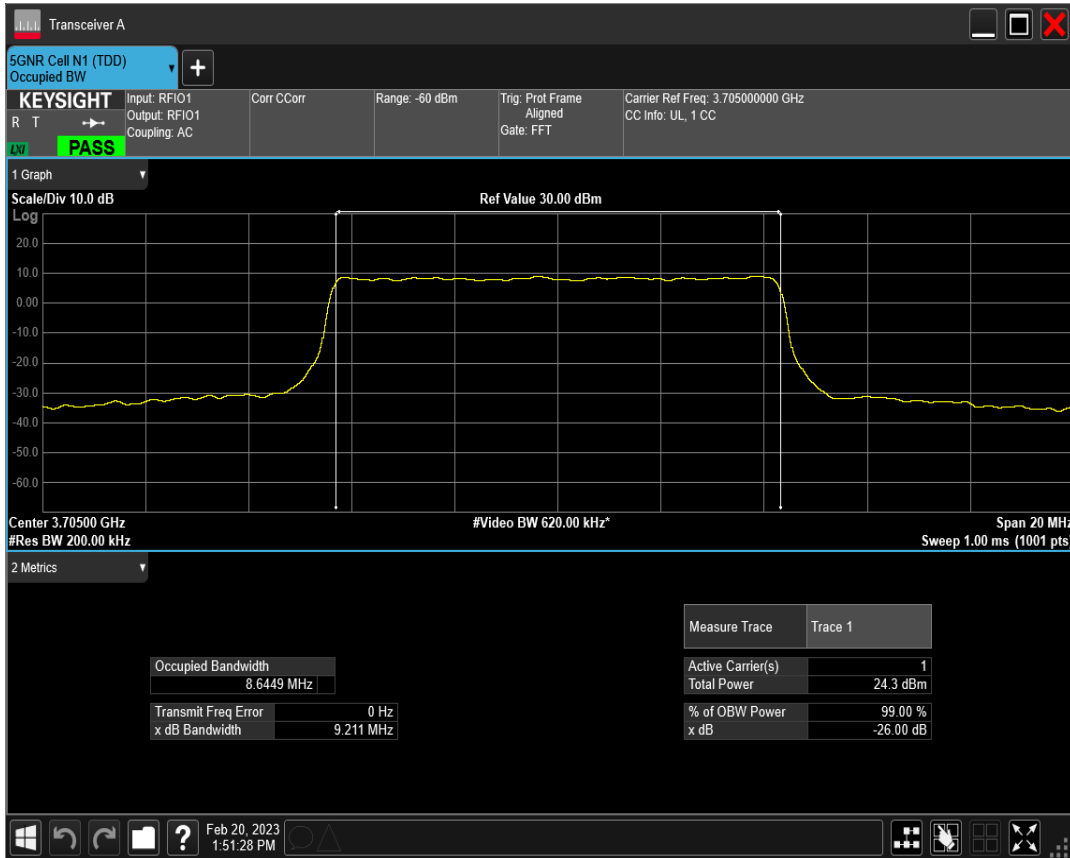 Transceiver A
5GNR Cell N1 (TDD)
Occupied BW
+
KEYSIGHT
R T
LXI
PASS
Input: RFIO1
Output: RFIO1
Coupling: AC
Corr CCorr
Range: -60 dBm
Trig: Prot Frame
Aligned
Gate: FFT
Carrier Ref Freq: 3.705000000 GHz
CC Info: UL, 1 CC
1 Graph
Scale/Div 10.0 dB
Ref Value 30.00 dBm
Log
20.0
10.0
0.00
-10.0
-20.0
-30.0
-40.0
-50.0
-60.0
Center 3.70500 GHz
#Video BW 620.00 kHz*
Span 20 MHz
#Res BW 200.00 kHz
Sweep 1.00 ms (1001 pts)
2 Metrics
Measure Trace Trace 1
Occupied Bandwidth
8.6449 MHz
Active Carrier(s) 1
Total Power 24.3 dBm
Transmit Freq Error 0 Hz
x dB Bandwidth 9.211 MHz
% of OBW Power 99.00 %
x dB -26.00 dB
?
Feb 20, 2023
1:51:28 PM